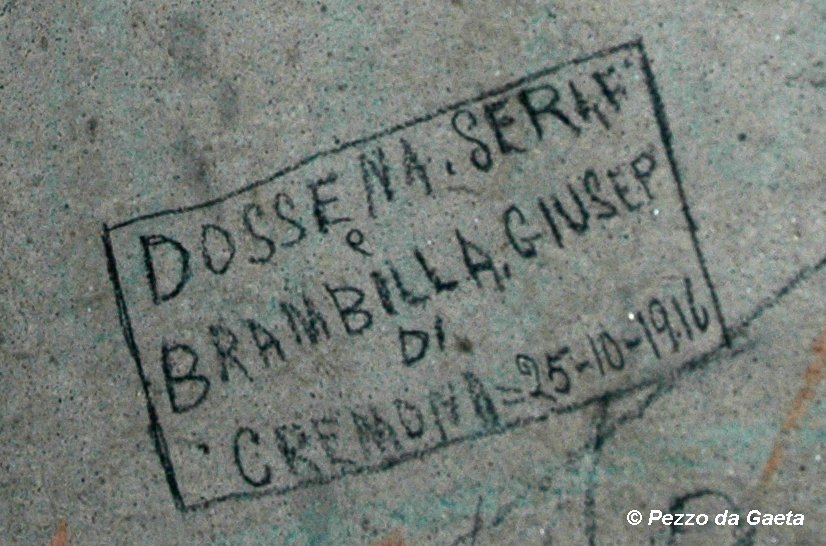 DOSSENA. SERAF
e
BRAMBILLA. GIUSEP
DI
CREMONA = 25-10-1916
© Pezzo da Gaeta